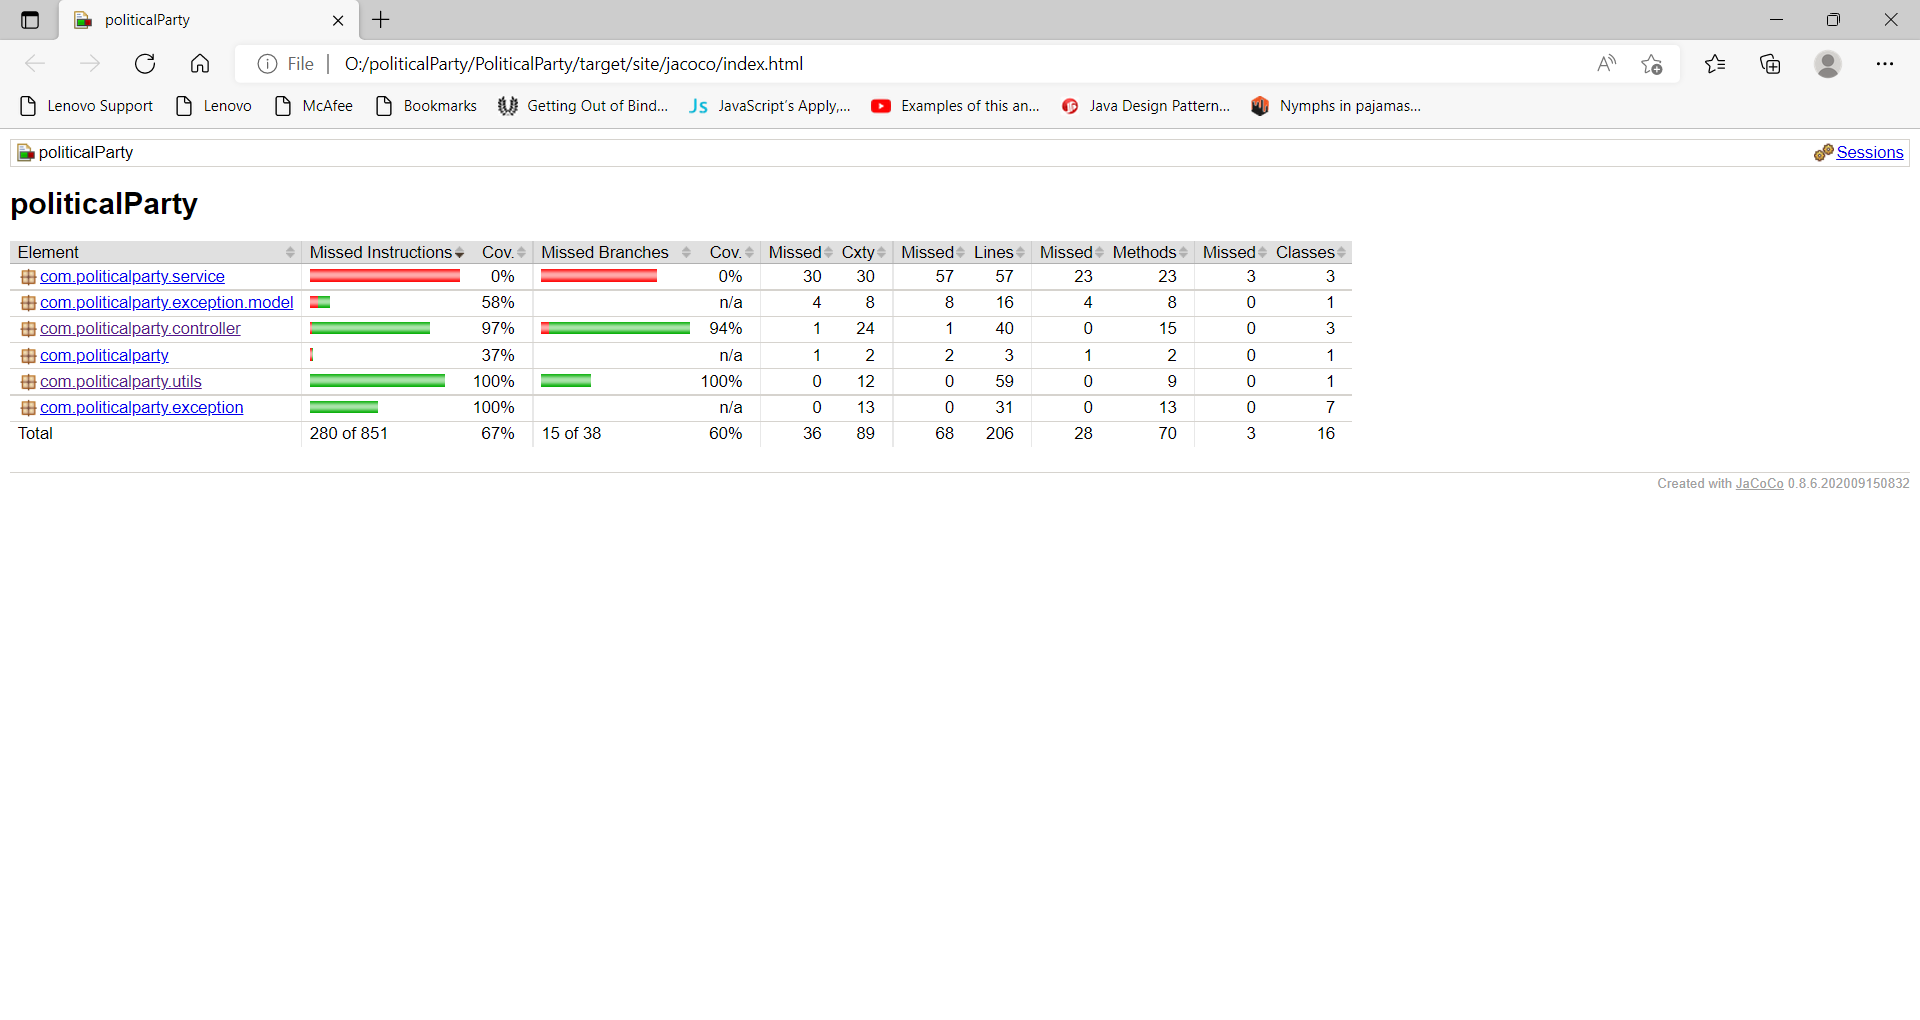 politicalParty
File O:/politicalParty/PoliticalParty/target/site/jacoco/index.html
Lenovo Support Lenovo McAfee Bookmarks Getting Out of Bind... JS JavaScript's Apply,... Examples of this an... Java Design Pattern... Nymphs in pajamas...
politicalParty Sessions
politicalParty
Element Missed Instructions Cov. Missed Branches Cov. Missed Cxty Missed Lines Missed Methods Missed Classes
com.politicalparty.service 0% 0% 30 30 57 57 23 23 3 3
com.politicalparty.exception.model 58% n/a 4 8 8 16 4 8 0 1
com.politicalparty.controller 97% 94% 1 24 1 40 0 15 0 3
com.politicalparty 37% n/a 1 2 2 3 1 2 0 1
com.politicalparty.utils 100% 100% 0 12 0 59 0 9 0 1
com.politicalparty.exception 100% n/a 0 13 0 31 0 13 0 7
Total 280 of 851 67% 15 of 38 60% 36 89 68 206 28 70 3 16
Created with JaCoCo 0.8.6.202009150832